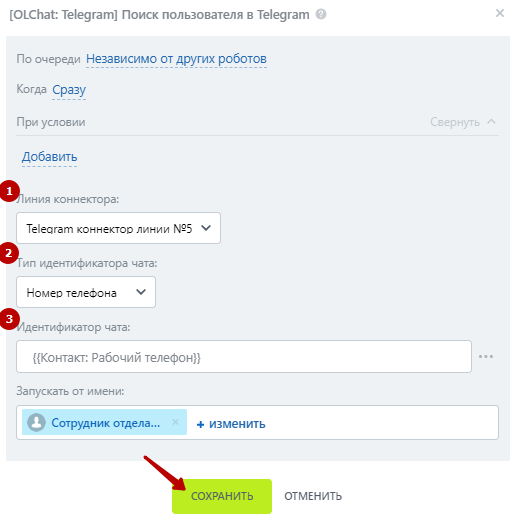 [OLChat: Telegram] Поиск пользователя в Telegram ? ×
По очереди Независимо от других роботов
Когда Сразу
При условии Свернуть
Добавить
1
Линия коннектора:
Telegram коннектор линии №5
2
Тип идентификатора чата:
Номер телефона
3
Идентификатор чата:
{{Контакт: Рабочий телефон}} ...
Запускать от имени:
Сотрудник отдела... × + изменить
СОХРАНИТЬ ОТМЕНИТЬ